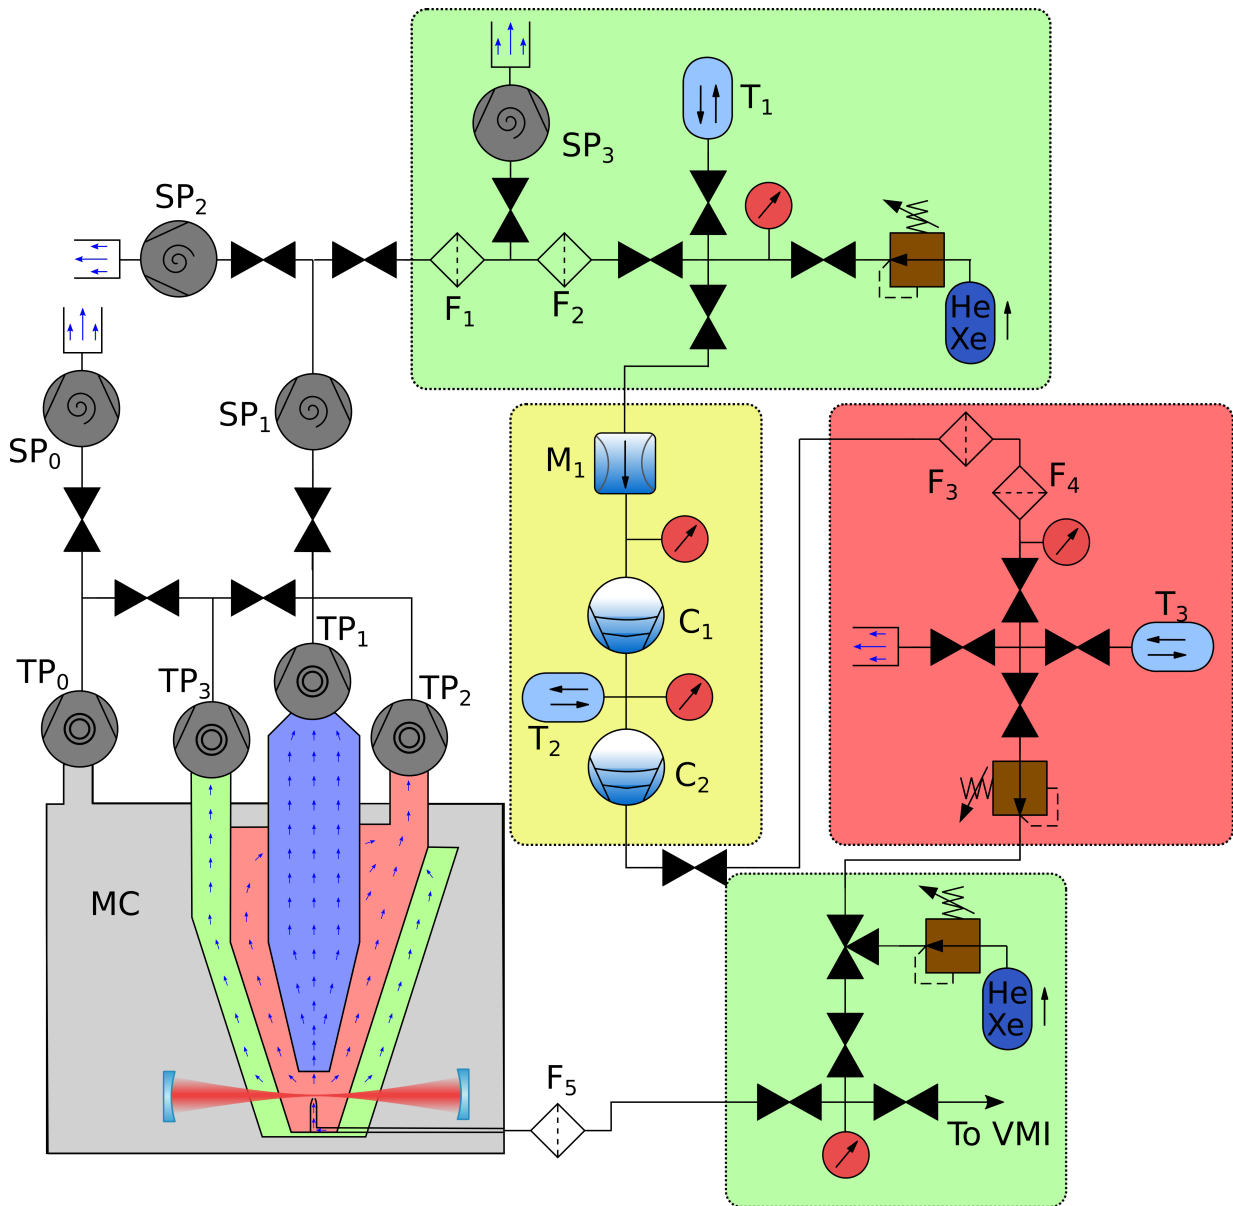 T₁
SP₃
SP₂
F₁
F₂
He
Xe
SP₀
SP₁
M₁
F₃
F₄
C₁
T₃
TP₁
TP₀
TP₃
TP₂
T₂
C₂
MC
He
Xe
F₅
To VMI